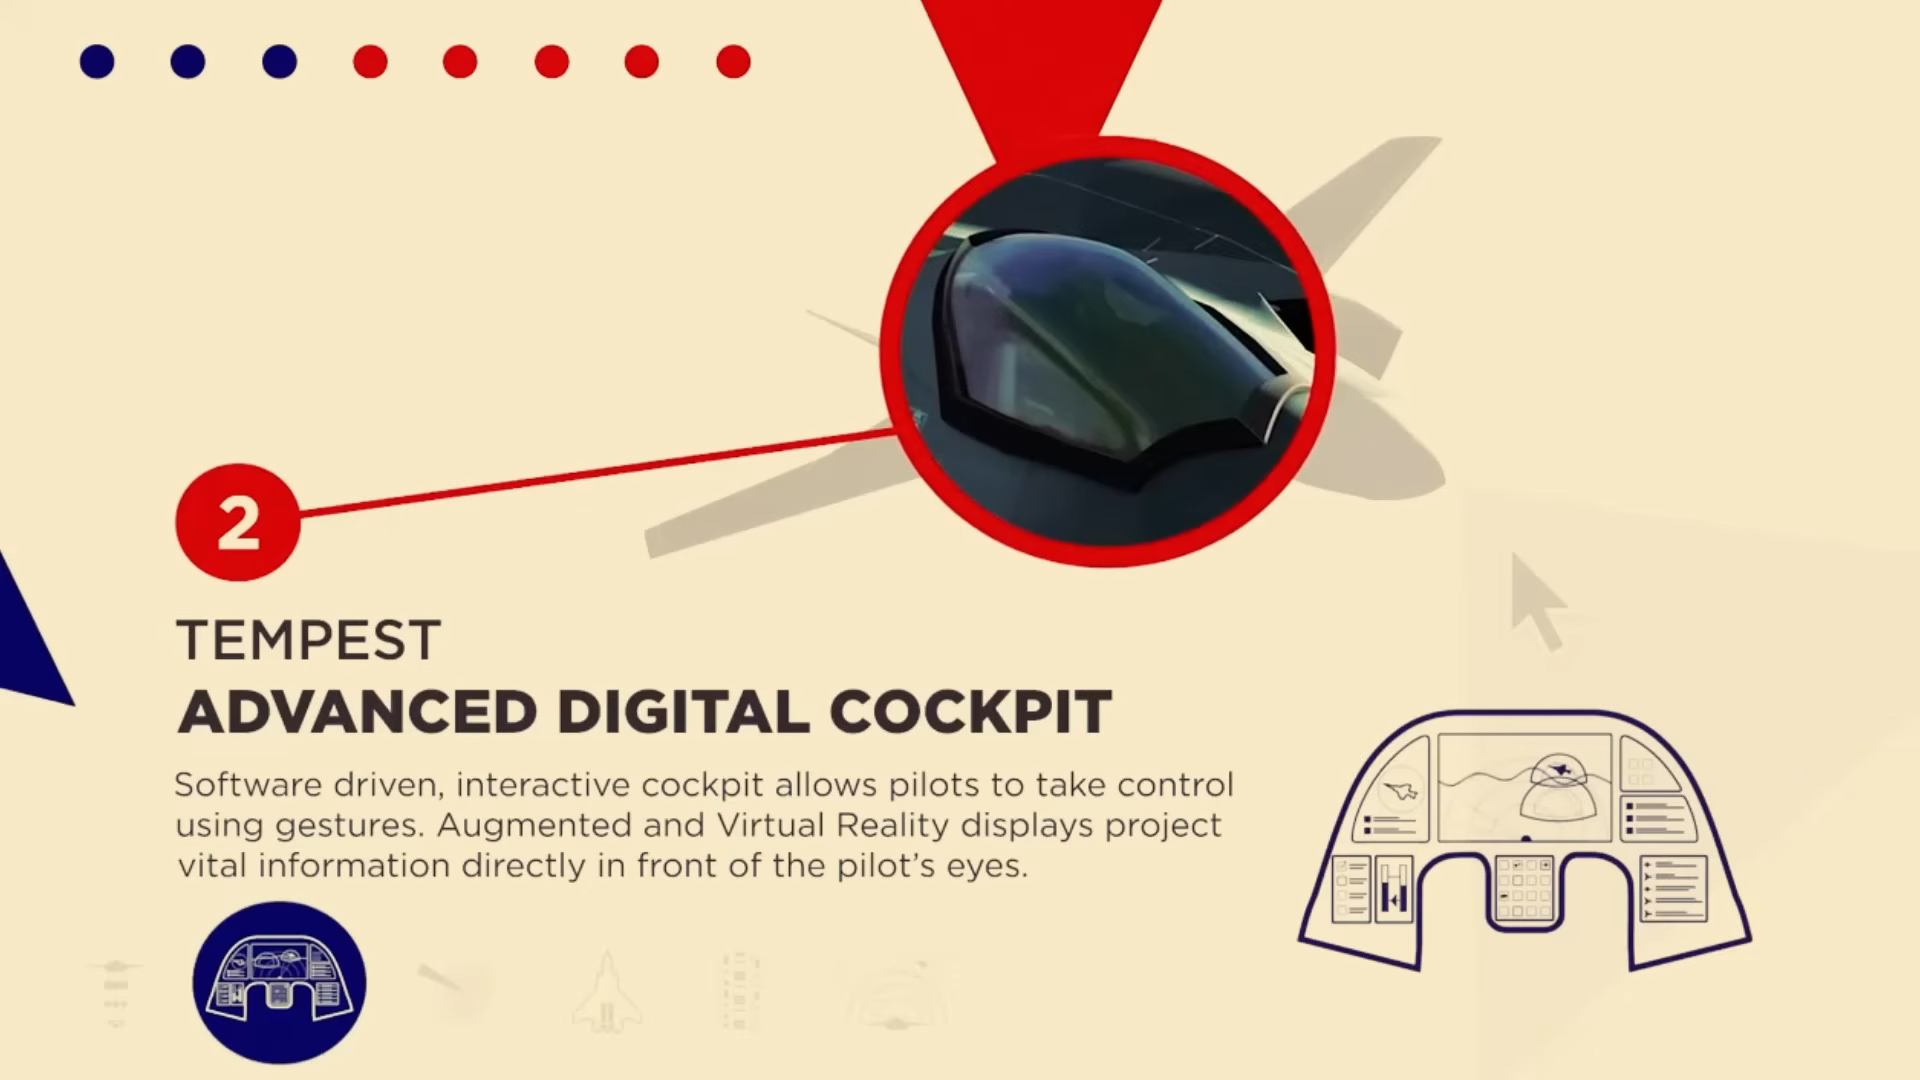 2
TEMPEST
ADVANCED DIGITAL COCKPIT
Software driven, interactive cockpit allows pilots to take control
using gestures. Augmented and Virtual Reality displays project
vital information directly in front of the pilot's eyes.